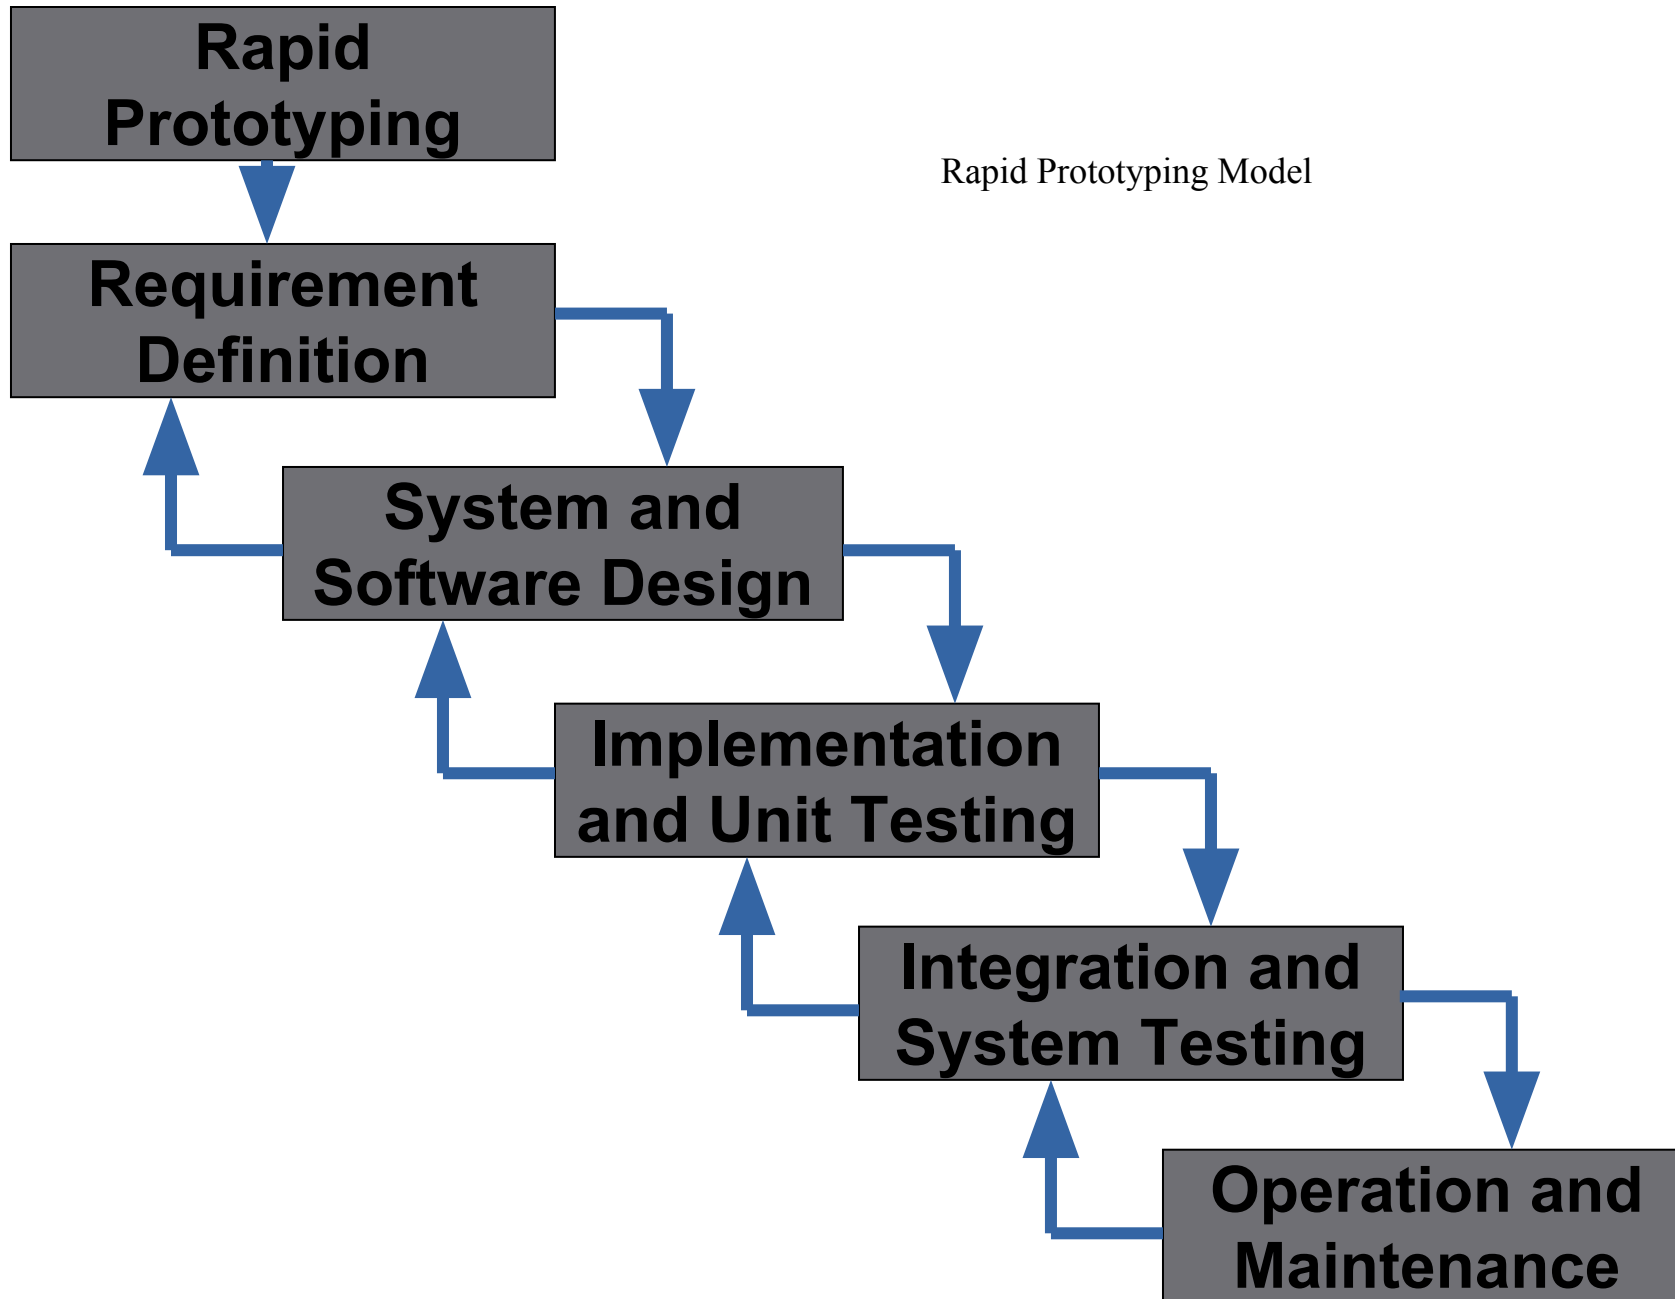 Rapid
Prototyping
Rapid Prototyping Model
Requirement
Definition
System and
Software Design
Implementation
and Unit Testing
Integration and
System Testing
Operation and
Maintenance